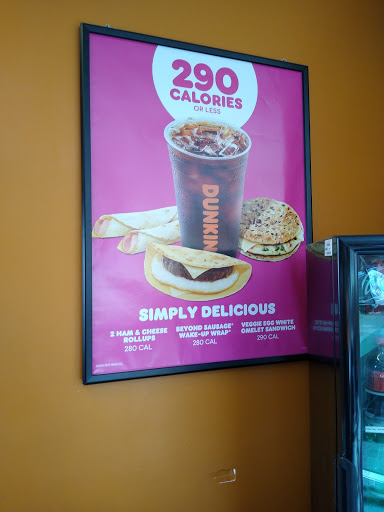 290
CALORIES
OR LESS
DUNKIN'
SIMPLY DELICIOUS
2 HAM & CHEESE
ROLLUPS
280 CAL
BEYOND SAUSAGE®
WAKE-UP WRAP®
280 CAL
VEGGIE EGG WHITE
OMELET SANDWICH
290 CAL